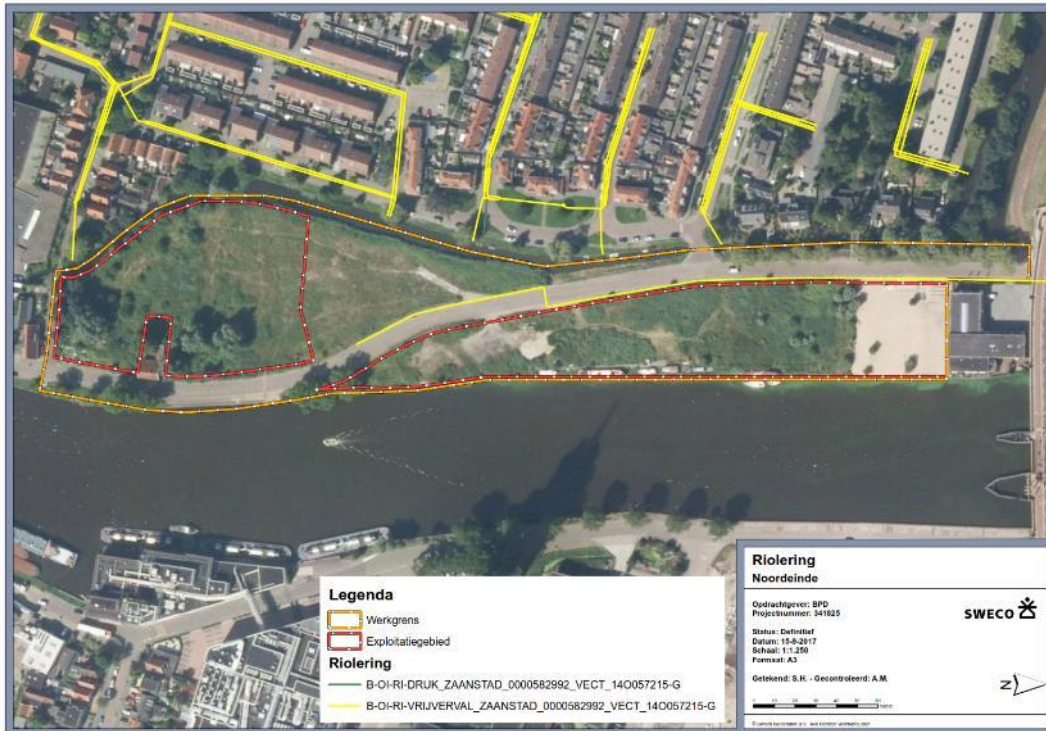 Legenda
Werkgrens
Exploitatiegebied
Riolering
B-OI-RI-DRUK_ZAANSTAD_0000582992_VECT_14O057215-G
B-OI-RI-VRIJVERVAL_ZAANSTAD_0000582992_VECT_14O057215-G
Riolering
Noordeinde
Opdrachtgever: BPD
Projectnummer: 341825
SWECO
Status: Definitief
Datum: 15-9-2017
Schaal: 1:1.250
Formaat: A3
Getekend: S.H. - Gecontroleerd: A.M.
N